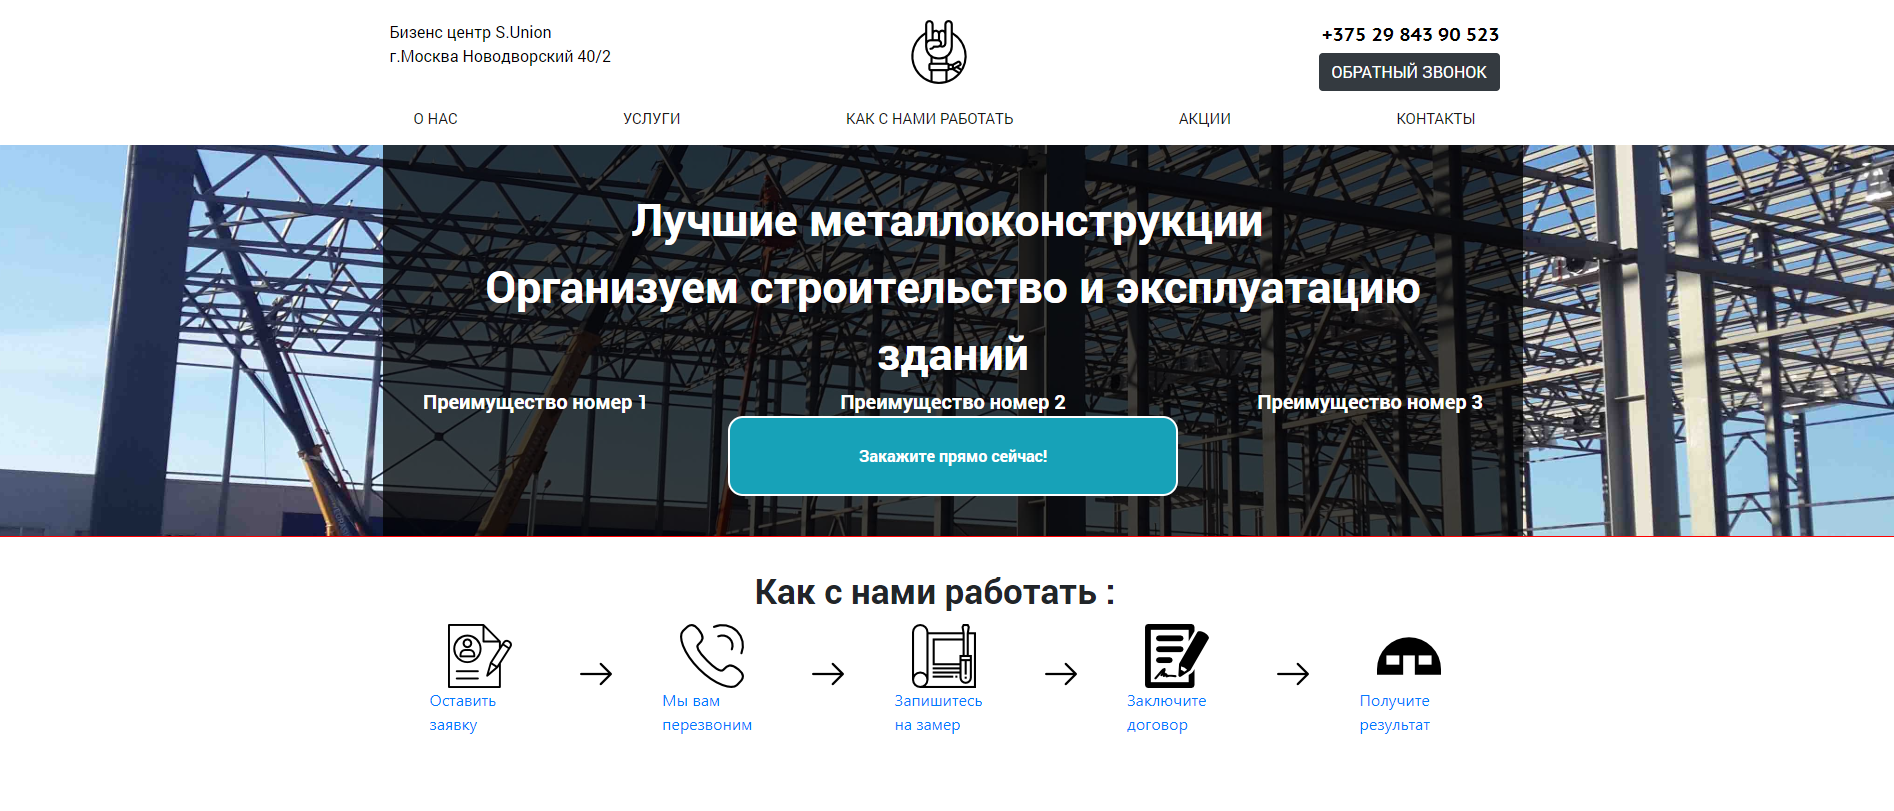 Бизенс центр S.Union
г.Москва Новодворский 40/2
+375 29 843 90 523
ОБРАТНЫЙ ЗВОНОК
О НАС
УСЛУГИ
КАК С НАМИ РАБОТАТЬ
АКЦИИ
КОНТАКТЫ
Лучшие металлоконструкции
Организуем строительство и эксплуатацию
зданий
Преимущество номер 1
Преимущество номер 2
Преимущество номер 3
Закажите прямо сейчас!
Как с нами работать :
Оставить
заявку
Мы вам
перезвоним
Запишитесь
на замер
Заключите
договор
Получите
результат